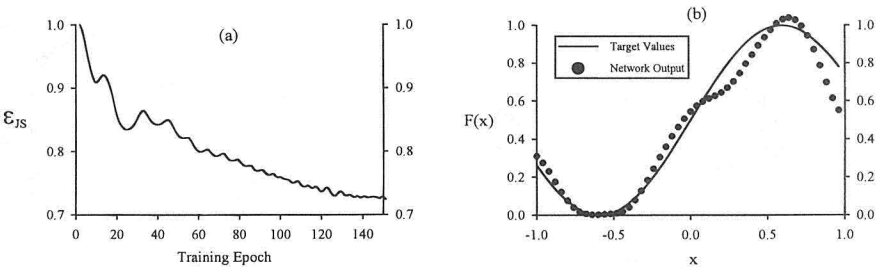 (a)
1.0
0.9
0.8
0.7
1.0
0.9
0.8
0.7
ε_JS
0 20 40 60 80 100 120 140
Training Epoch
(b)
Target Values
Network Output
1.0
0.8
0.6
0.4
0.2
0.0
1.0
0.8
0.6
0.4
0.2
0.0
F(x)
-1.0 -0.5 0.0 0.5 1.0
x